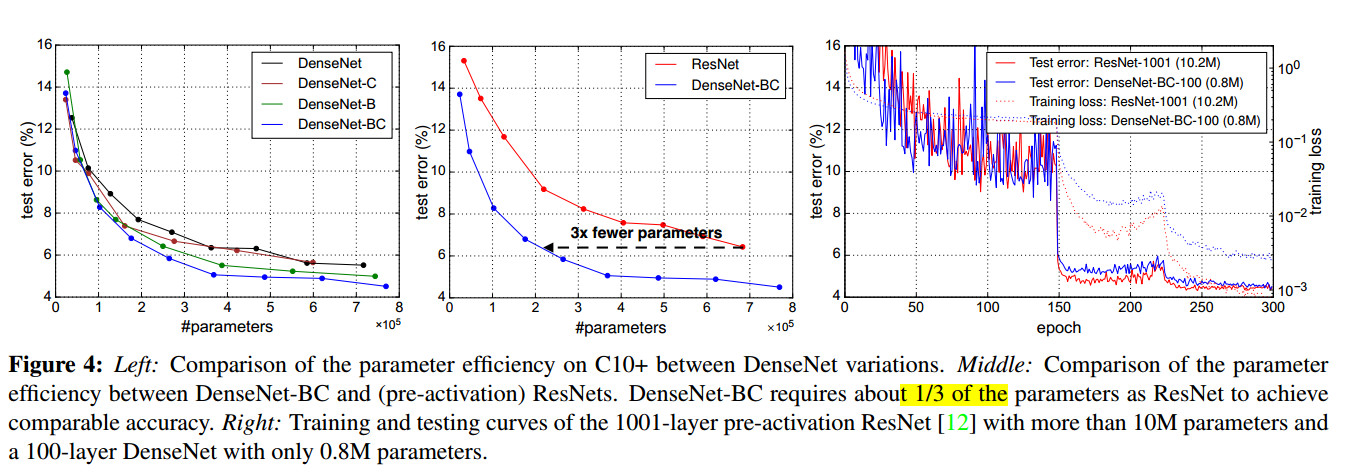 16
14
12
10
8
6
4
test error (%)
0
1
2
3
4
5
6
7
8
#parameters
×10⁵
DenseNet
DenseNet-C
DenseNet-B
DenseNet-BC
16
14
12
10
8
6
4
test error (%)
0
1
2
3
4
5
6
7
8
#parameters
×10⁵
ResNet
DenseNet-BC
3x fewer parameters
16
14
12
10
8
6
4
test error (%)
0
50
100
150
200
250
300
epoch
Test error: ResNet-1001 (10.2M)
Test error: DenseNet-BC-100 (0.8M)
Training loss: ResNet-1001 (10.2M)
Training loss: DenseNet-BC-100 (0.8M)
10⁰
10⁻¹
10⁻²
10⁻³
training loss
Figure 4: Left: Comparison of the parameter efficiency on C10+ between DenseNet variations. Middle: Comparison of the parameter
efficiency between DenseNet-BC and (pre-activation) ResNets. DenseNet-BC requires about 1/3 of the parameters as ResNet to achieve
comparable accuracy. Right: Training and testing curves of the 1001-layer pre-activation ResNet [12] with more than 10M parameters and
a 100-layer DenseNet with only 0.8M parameters.